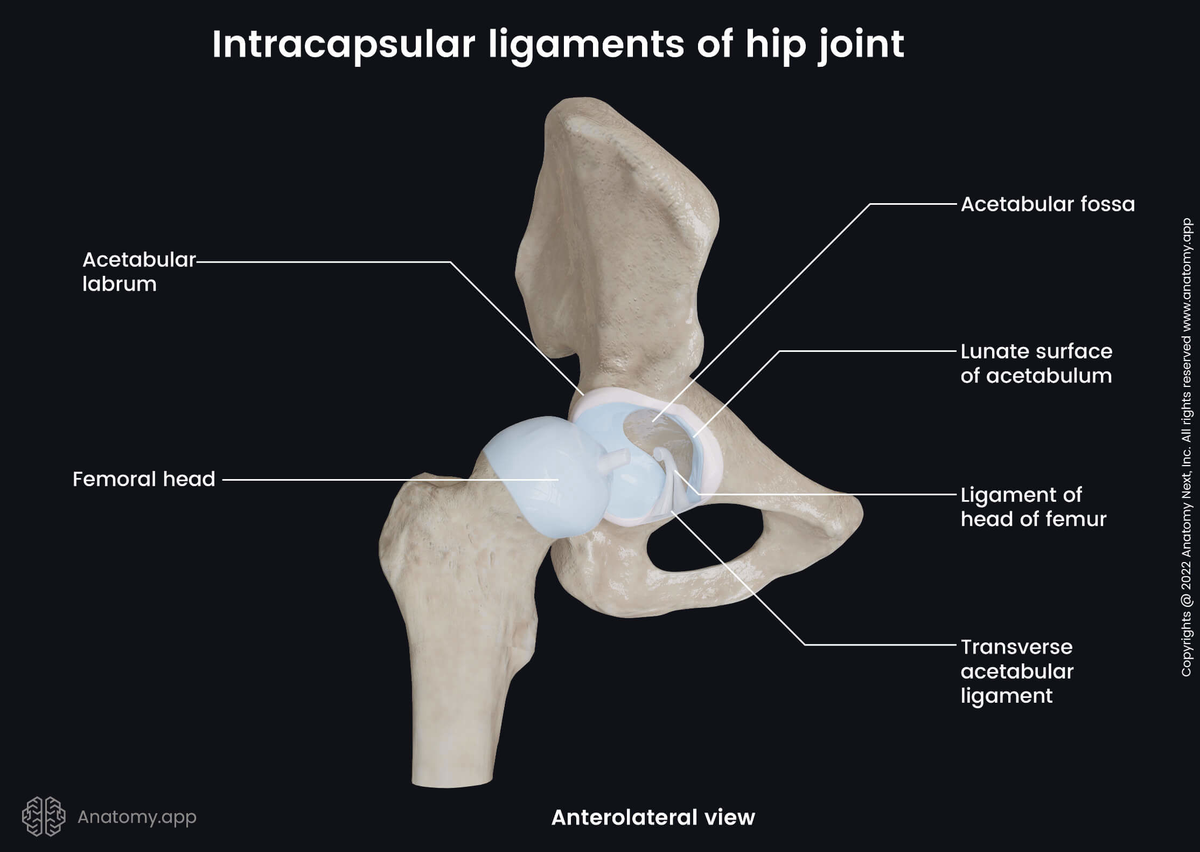 Intracapsular ligaments of hip joint
Acetabular fossa
Acetabular
labrum
Lunate surface
of acetabulum
Femoral head
Ligament of
head of femur
Transverse
acetabular
ligament
Copyrights @ 2022 Anatomy Next, Inc. All rights reserved www.anatomy.app
Anatomy.app
Anterolateral view